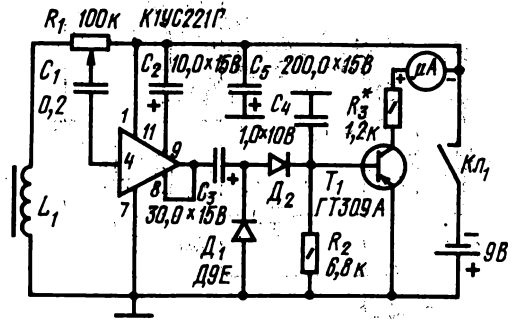 R₁ 100к К1УС221Г
C₁ 0,2
C₂ 10,0×15В
C₅ 200,0×15В
C₄
1,0×10В
R₃* 1,2к
μА
+ −
1
11
4
9
8
7
+
+
C₃ +
30,0×15В
L₁
Д₁
Д9Е
Д₂
T₁
ГТ309А
R₂
6,8к
Кл₁
−
9В
+